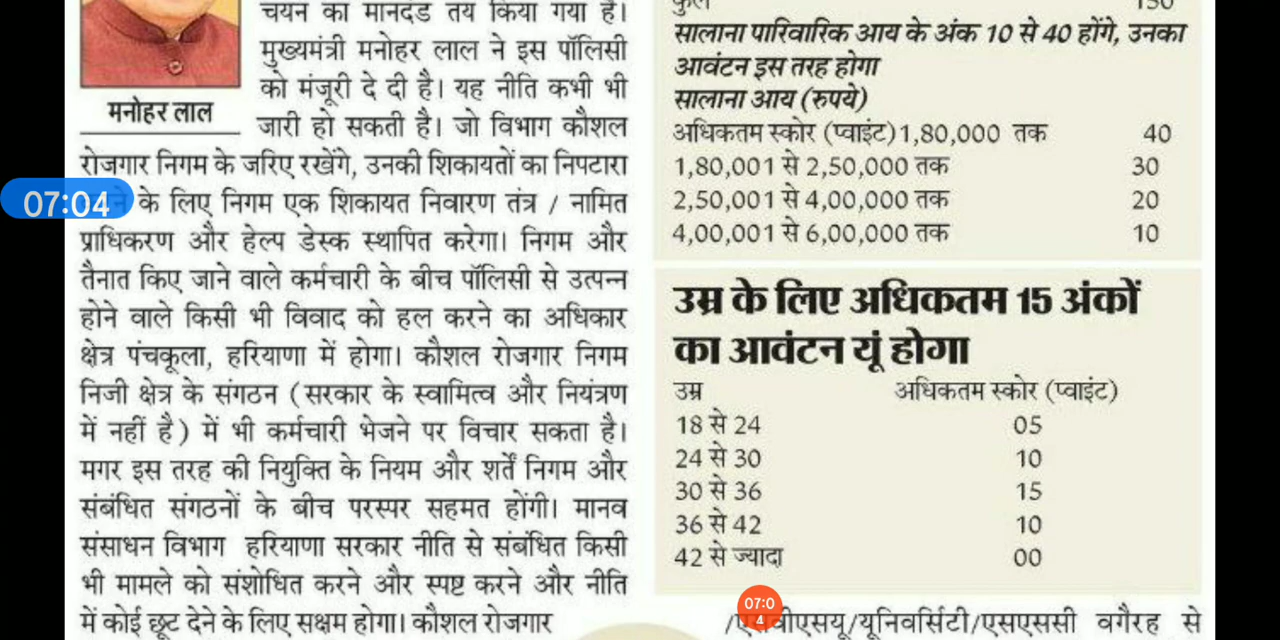 चयन का मानदंड तय किया गया है।
मुख्यमंत्री मनोहर लाल ने इस पॉलिसी
को मंजूरी दे दी है। यह नीति कभी भी
मनोहर लाल
जारी हो सकती है। जो विभाग कौशल
रोजगार निगम के जरिए रखेंगे, उनकी शिकायतों का निपटारा
07:04
के लिए निगम एक शिकायत निवारण तंत्र / नामित
प्राधिकरण और हेल्प डेस्क स्थापित करेगा। निगम और
तैनात किए जाने वाले कर्मचारी के बीच पॉलिसी से उत्पन्न
होने वाले किसी भी विवाद को हल करने का अधिकार
क्षेत्र पंचकूला, हरियाणा में होगा। कौशल रोजगार निगम
निजी क्षेत्र के संगठन (सरकार के स्वामित्व और नियंत्रण
में नहीं है) में भी कर्मचारी भेजने पर विचार सकता है।
मगर इस तरह की नियुक्ति के नियम और शर्तें निगम और
संबंधित संगठनों के बीच परस्पर सहमत होंगी। मानव
संसाधन विभाग हरियाणा सरकार नीति से संबंधित किसी
भी मामले को संशोधित करने और स्पष्ट करने और नीति
में कोई छूट देने के लिए सक्षम होगा। कौशल रोजगार
कुल 150
सालाना पारिवारिक आय के अंक 10 से 40 होंगे, उनका
आवंटन इस तरह होगा
सालाना आय (रुपये)
अधिकतम स्कोर (प्वाइंट)1,80,000 तक 40
1,80,001 से 2,50,000 तक 30
2,50,001 से 4,00,000 तक 20
4,00,001 से 6,00,000 तक 10
उम्र के लिए अधिकतम 15 अंकों
का आवंटन यूं होगा
उम्र अधिकतम स्कोर (प्वाइंट)
18 से 24 05
24 से 30 10
30 से 36 15
36 से 42 10
42 से ज्यादा 00
07:04
/यूनिवर्सिटी/एसएससी वगैरह से